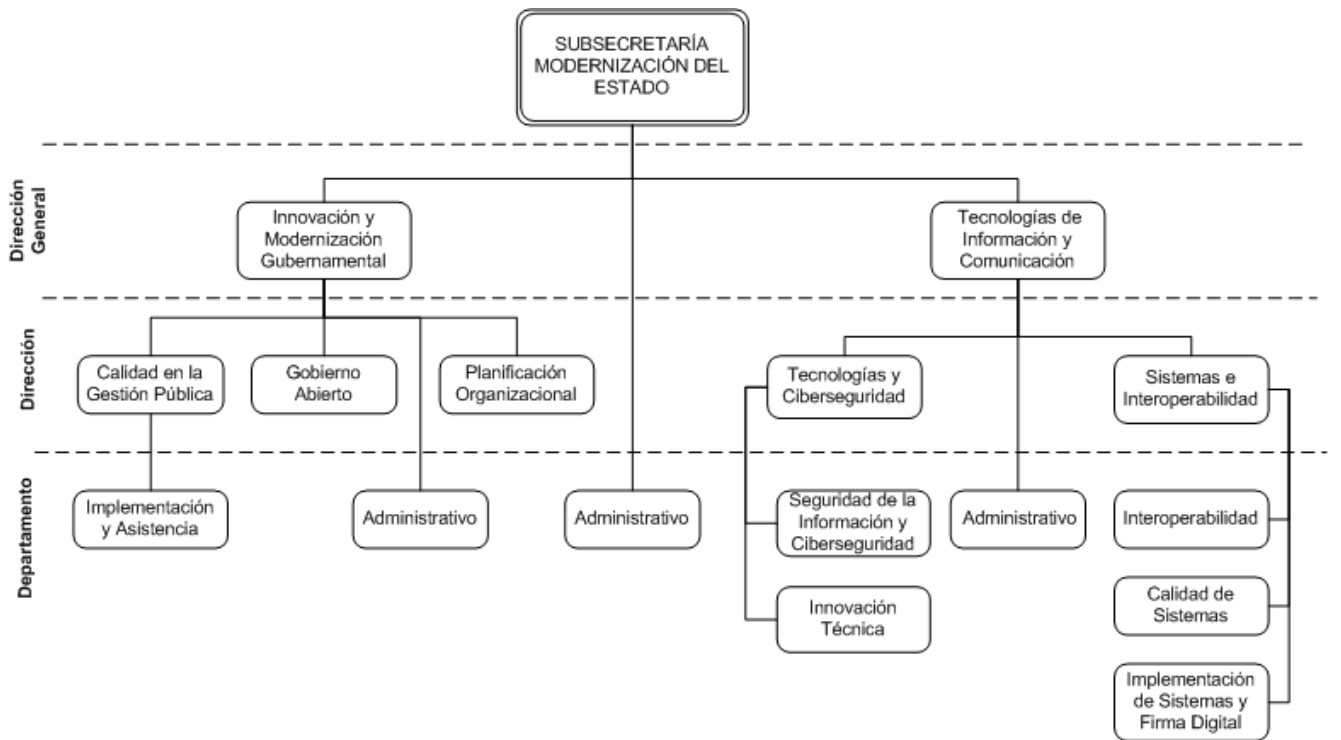 SUBSECRETARÍA
MODERNIZACIÓN DEL
ESTADO
Dirección
General
Innovación y
Modernización
Gubernamental
Tecnologías de
Información y
Comunicación
Dirección
Calidad en la
Gestión Pública
Gobierno
Abierto
Planificación
Organizacional
Tecnologías y
Ciberseguridad
Sistemas e
Interoperabilidad
Departamento
Implementación
y Asistencia
Administrativo
Administrativo
Seguridad de la
Información y
Ciberseguridad
Administrativo
Interoperabilidad
Innovación
Técnica
Calidad de
Sistemas
Implementación
de Sistemas y
Firma Digital